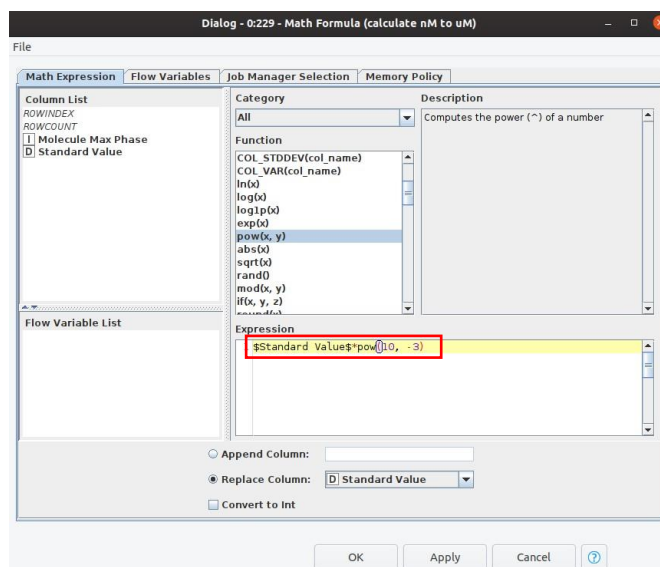 Dialog - 0:229 - Math Formula (calculate nM to uM)
File
Math Expression Flow Variables Job Manager Selection Memory Policy
Column List
ROWINDEX
ROWCOUNT
I Molecule Max Phase
D Standard Value
Flow Variable List
Category
All
Description
Computes the power (^) of a number
Function
COL_STDDEV(col_name)
COL_VAR(col_name)
ln(x)
log(x)
log1p(x)
exp(x)
pow(x, y)
abs(x)
sqrt(x)
rand()
mod(x, y)
if(x, y, z)
round(x)
Expression
$Standard Value$*pow(10, -3)
Append Column:
Replace Column: D Standard Value
Convert to Int
OK Apply Cancel ?